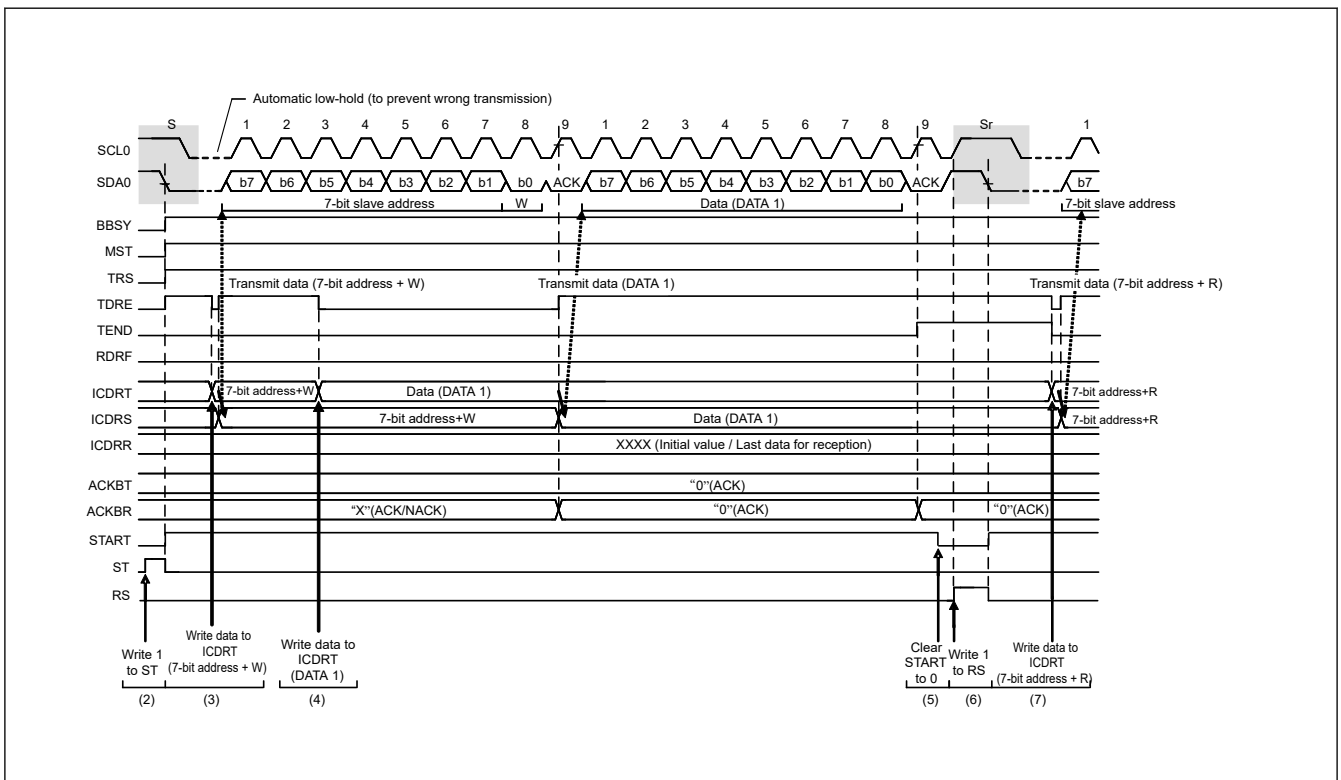 Automatic low-hold (to prevent wrong transmission)
S 1 2 3 4 5 6 7 8 9 1 2 3 4 5 6 7 8 9 Sr 1
SCL0
SDA0 b7 b6 b5 b4 b3 b2 b1 b0 ACK b7 b6 b5 b4 b3 b2 b1 b0 ACK b7
7-bit slave address W Data (DATA 1) 7-bit slave address
BBSY
MST
TRS
Transmit data (7-bit address + W) Transmit data (DATA 1) Transmit data (7-bit address + R)
TDRE
TEND
RDRF
ICDRT 7-bit address+W Data (DATA 1) 7-bit address+R
ICDRS 7-bit address+W Data (DATA 1) 7-bit address+R
ICDRR XXXX (Initial value / Last data for reception)
ACKBT "0"(ACK)
ACKBR "X"(ACK/NACK) "0"(ACK) "0"(ACK)
START
ST
RS
Write 1
to ST
Write data to
ICDRT
(7-bit address + W)
Write data to
ICDRT
(DATA 1)
Clear
START
to 0
Write 1
to RS
Write data to
ICDRT
(7-bit address + R)
(2) (3) (4) (5) (6) (7)